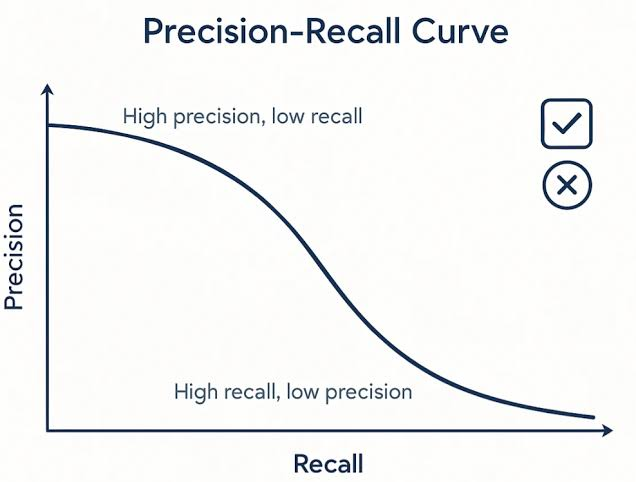 Precision-Recall Curve
High precision, low recall
Precision
High recall, low precision
Recall